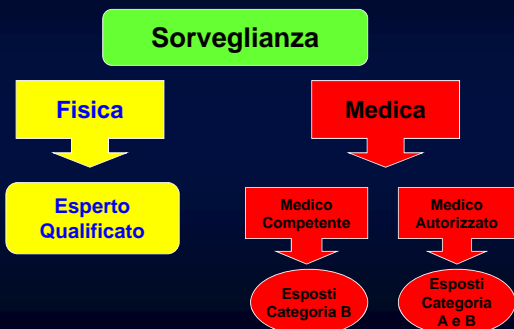 Sorveglianza
Fisica
Medica
Esperto
Qualificato
Medico
Competente
Medico
Autorizzato
Esposti
Categoria B
Esposti
Categoria
A e B